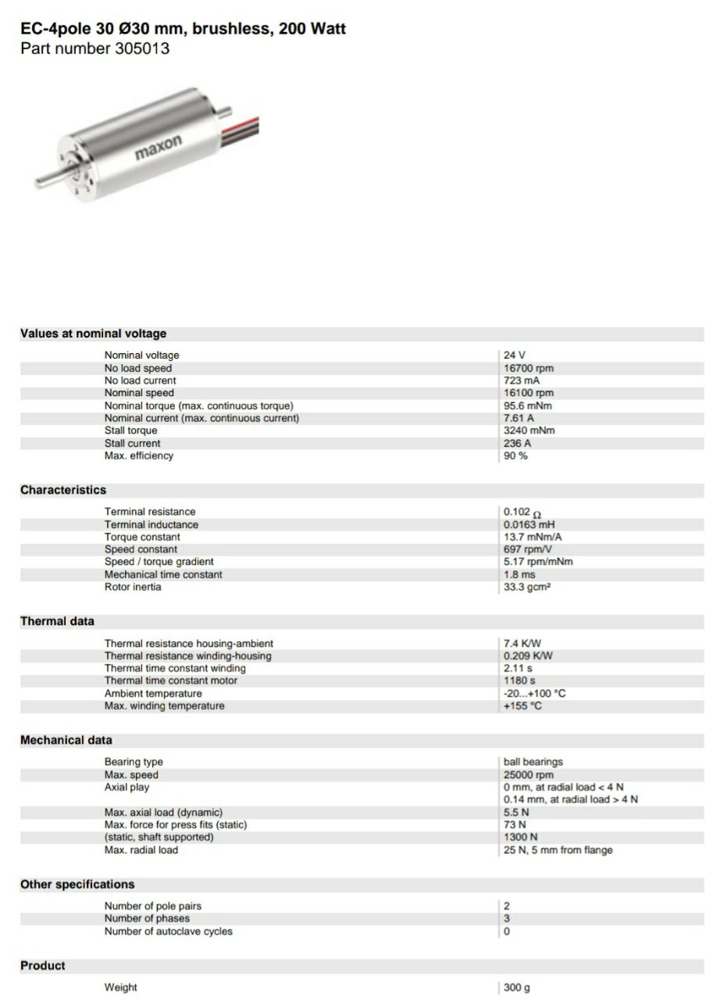 EC-4pole 30 Ø30 mm, brushless, 200 Watt
Part number 305013
maxon
Values at nominal voltage
Nominal voltage 24 V
No load speed 16700 rpm
No load current 723 mA
Nominal speed 16100 rpm
Nominal torque (max. continuous torque) 95.6 mNm
Nominal current (max. continuous current) 7.61 A
Stall torque 3240 mNm
Stall current 236 A
Max. efficiency 90 %
Characteristics
Terminal resistance 0.102 Ω
Terminal inductance 0.0163 mH
Torque constant 13.7 mNm/A
Speed constant 697 rpm/V
Speed / torque gradient 5.17 rpm/mNm
Mechanical time constant 1.8 ms
Rotor inertia 33.3 gcm²
Thermal data
Thermal resistance housing-ambient 7.4 K/W
Thermal resistance winding-housing 0.209 K/W
Thermal time constant winding 2.11 s
Thermal time constant motor 1180 s
Ambient temperature -20...+100 °C
Max. winding temperature +155 °C
Mechanical data
Bearing type ball bearings
Max. speed 25000 rpm
Axial play 0 mm, at radial load < 4 N
0.14 mm, at radial load > 4 N
Max. axial load (dynamic) 5.5 N
Max. force for press fits (static) 73 N
(static, shaft supported) 1300 N
Max. radial load 25 N, 5 mm from flange
Other specifications
Number of pole pairs 2
Number of phases 3
Number of autoclave cycles 0
Product
Weight 300 g